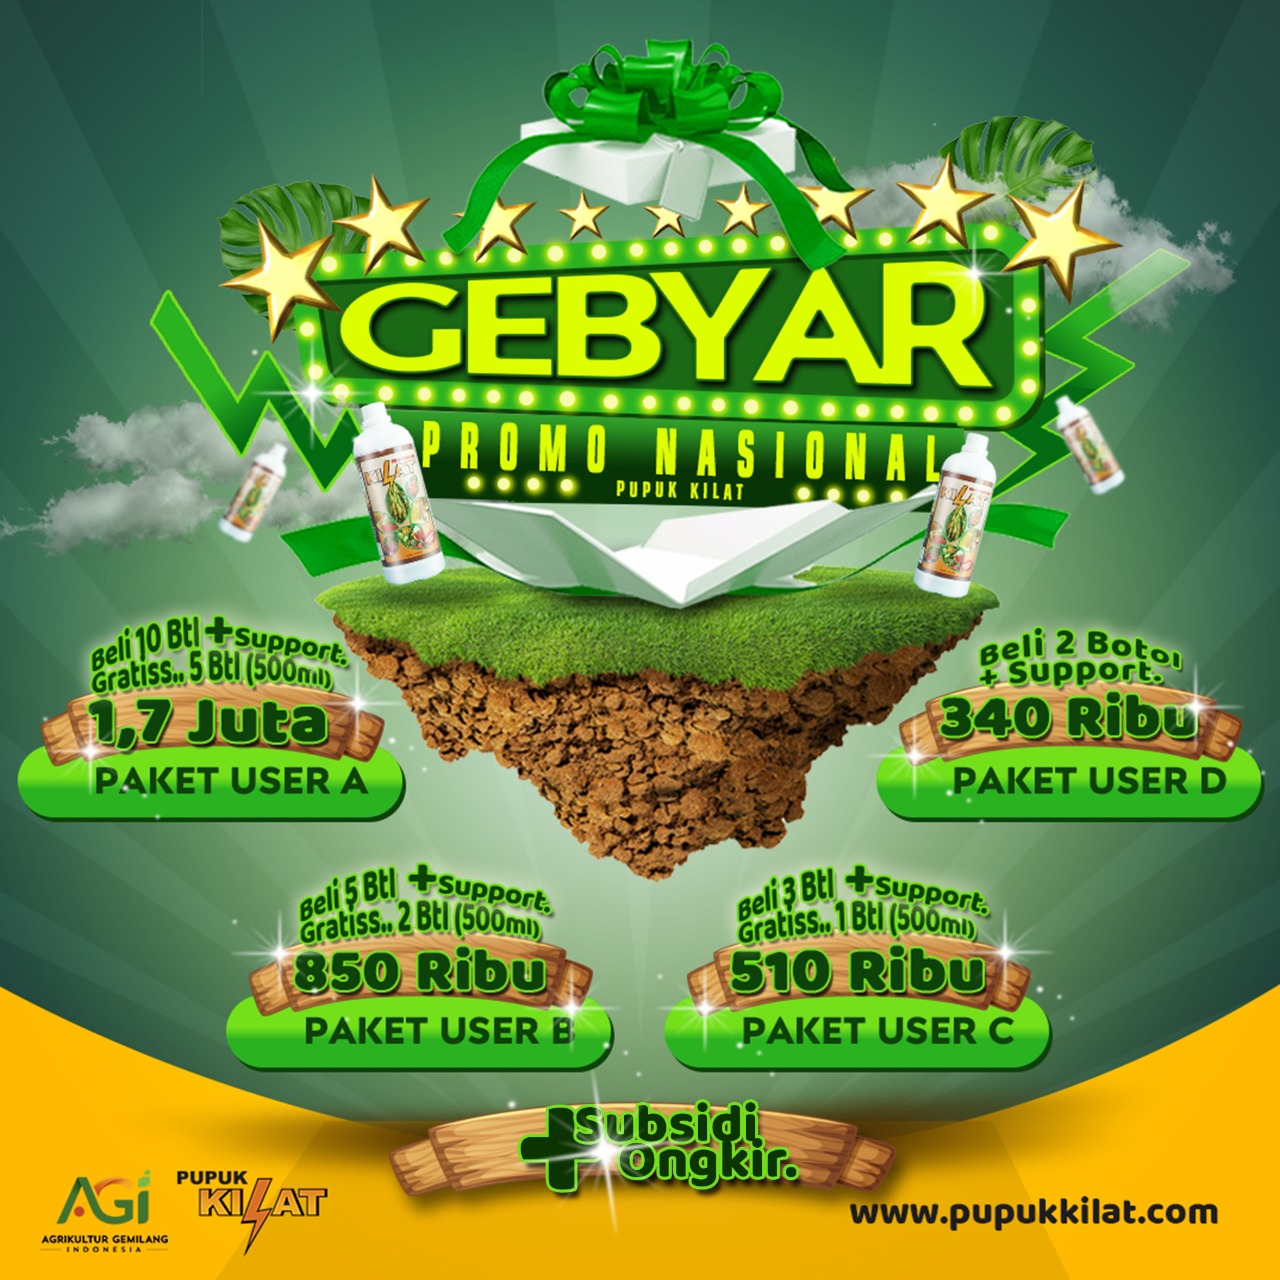 GEBYAR
PROMO NASIONAL
PUPUK KILAT
KILAT
KILAT
Beli 10 Btl +Support.
Gratiss.. 5 Btl (500ml)
1,7 Juta
PAKET USER A
Beli 2 Botol
+ Support.
340 Ribu
PAKET USER D
Beli 5 Btl +Support.
Gratiss.. 2 Btl (500ml)
850 Ribu
PAKET USER B
Beli 3 Btl +Support.
Gratiss.. 1 Btl (500ml)
510 Ribu
PAKET USER C
+Subsidi
Ongkir.
AGI
AGRIKULTUR GEMILANG
INDONESIA
PUPUK
KILAT
www.pupukkilat.com